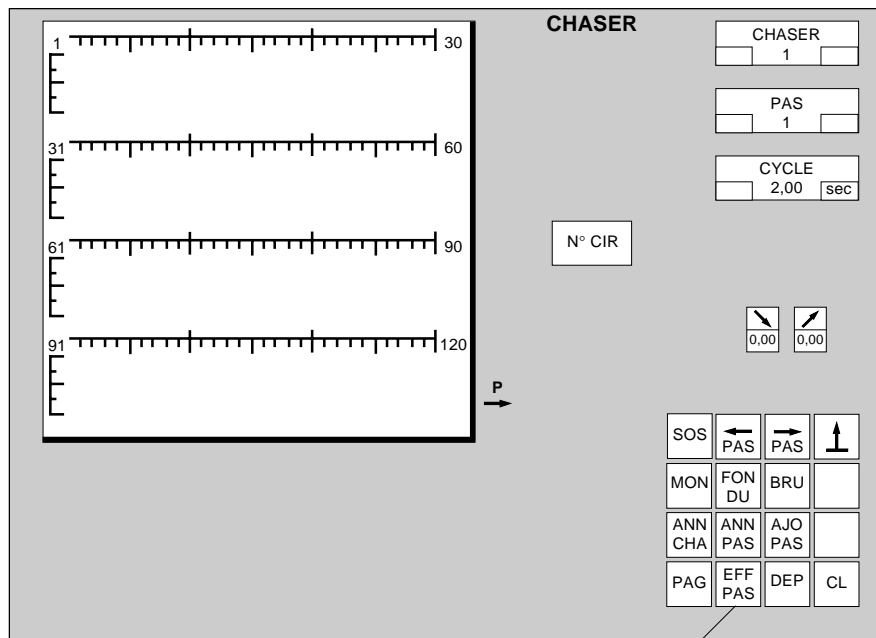 CHASER
1 30
31 60
61 90
91 120
P
CHASER
1
PAS
1
CYCLE
2,00 sec
N° CIR
0,00 0,00
SOS PAS PAS
MON FON DU BRU
ANN CHA ANN PAS AJO PAS
PAG EFF PAS DEP CL